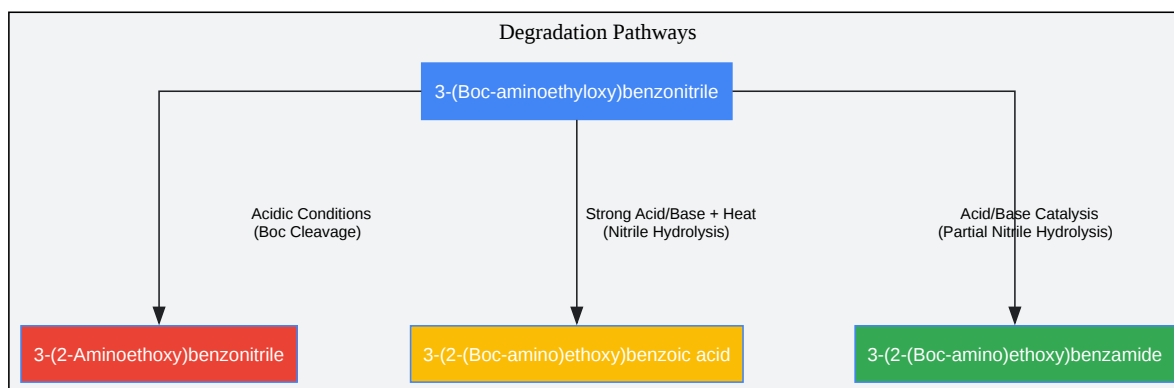 Degradation Pathways
3-(Boc-aminoethyloxy)benzonitrile
Acidic Conditions
(Boc Cleavage)
Strong Acid/Base + Heat
(Nitrile Hydrolysis)
Acid/Base Catalysis
(Partial Nitrile Hydrolysis)
3-(2-Aminoethoxy)benzonitrile
3-(2-(Boc-amino)ethoxy)benzoic acid
3-(2-(Boc-amino)ethoxy)benzamide